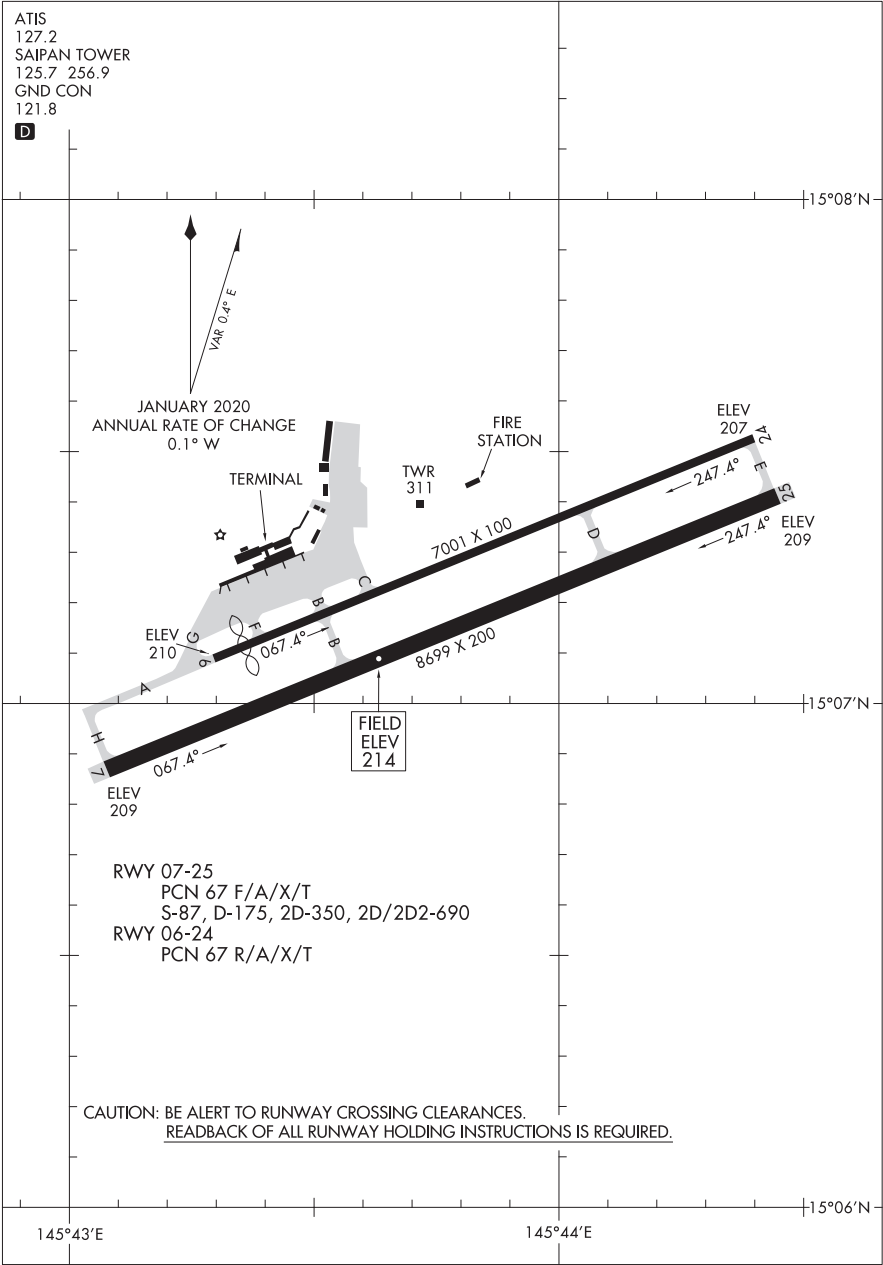 ATIS
127.2
SAIPAN TOWER
125.7 256.9
GND CON
121.8
D
15°08'N
VAR 0.4° E
JANUARY 2020
ANNUAL RATE OF CHANGE
0.1° W
FIRE
STATION
ELEV
207
24
TERMINAL
TWR
311
247.4°
E
25
ELEV
209
247.4°
7001 X 100
D
C
B
F
G
ELEV
210
6
067.4°
B
8699 X 200
A
15°07'N
FIELD
ELEV
214
H
067.4°
7
ELEV
209
RWY 07-25
PCN 67 F/A/X/T
S-87, D-175, 2D-350, 2D/2D2-690
RWY 06-24
PCN 67 R/A/X/T
CAUTION: BE ALERT TO RUNWAY CROSSING CLEARANCES.
READBACK OF ALL RUNWAY HOLDING INSTRUCTIONS IS REQUIRED.
15°06'N
145°43'E
145°44'E